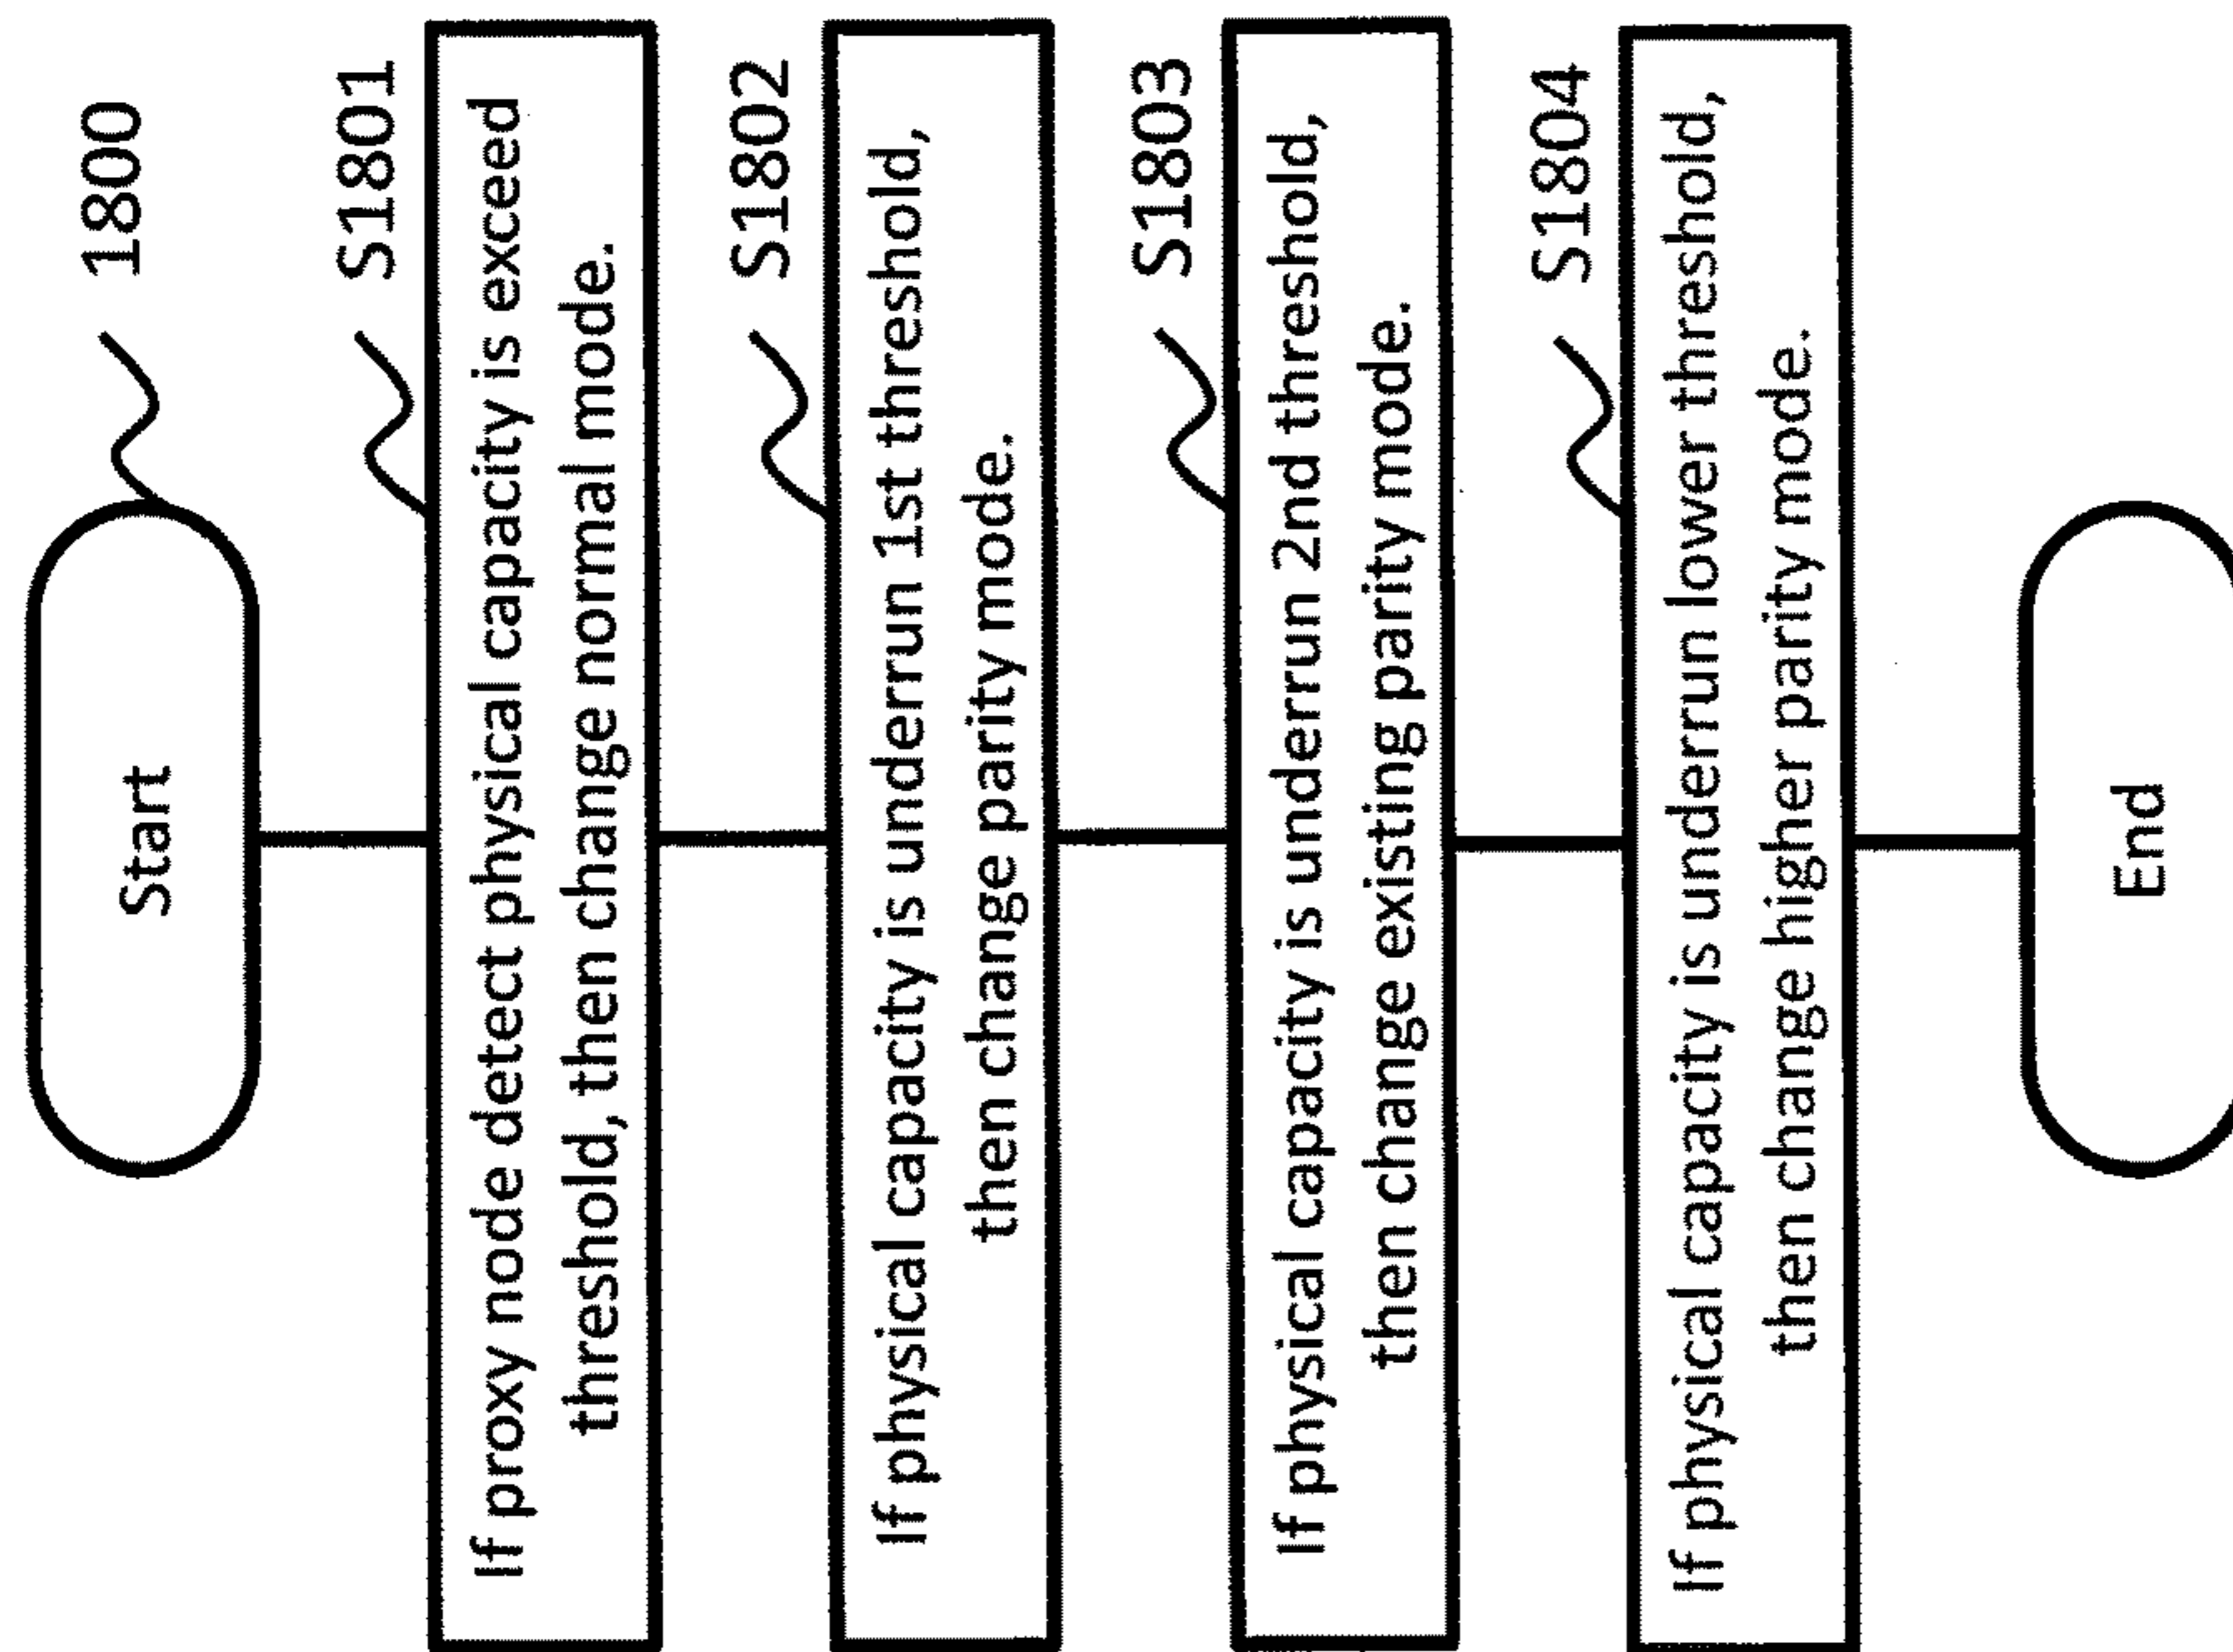 1800
Start
S1801
If proxy node detect physical capacity is exceed
threshold, then change normal mode.
S1802
If physical capacity is underrun 1st threshold,
then change parity mode.
S1803
If physical capacity is underrun 2nd threshold,
then change existing parity mode.
S1804
If physical capacity is underrun lower threshold,
then change higher parity mode.
End